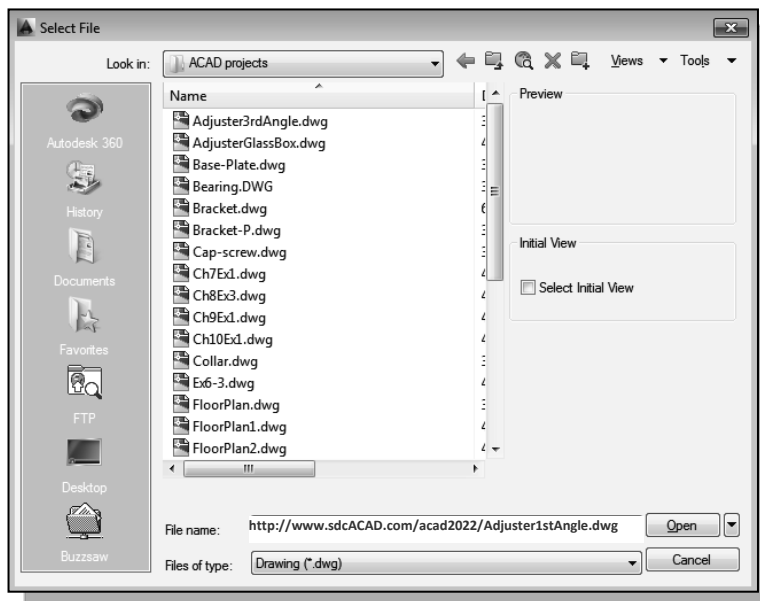 Select File
Look in:
ACAD projects
Views
Tools
Name
Preview
Adjuster3rdAngle.dwg
AdjusterGlassBox.dwg
Base-Plate.dwg
Bearing.DWG
Bracket.dwg
Bracket-P.dwg
Cap-screw.dwg
Ch7Ex1.dwg
Ch8Ex3.dwg
Ch9Ex1.dwg
Ch10Ex1.dwg
Collar.dwg
Ex6-3.dwg
FloorPlan.dwg
FloorPlan1.dwg
FloorPlan2.dwg
Autodesk 360
History
Documents
Favorites
FTP
Desktop
Buzzsaw
Initial View
Select Initial View
File name:
http://www.sdcACAD.com/acad2022/Adjuster1stAngle.dwg
Open
Files of type:
Drawing (*.dwg)
Cancel